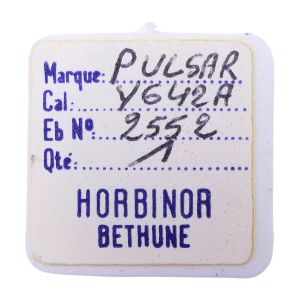 Marque: PULSAR
Cal: Y642A
Eb Nº: 2552
Qté: 1
HORBINOR
BETHUNE